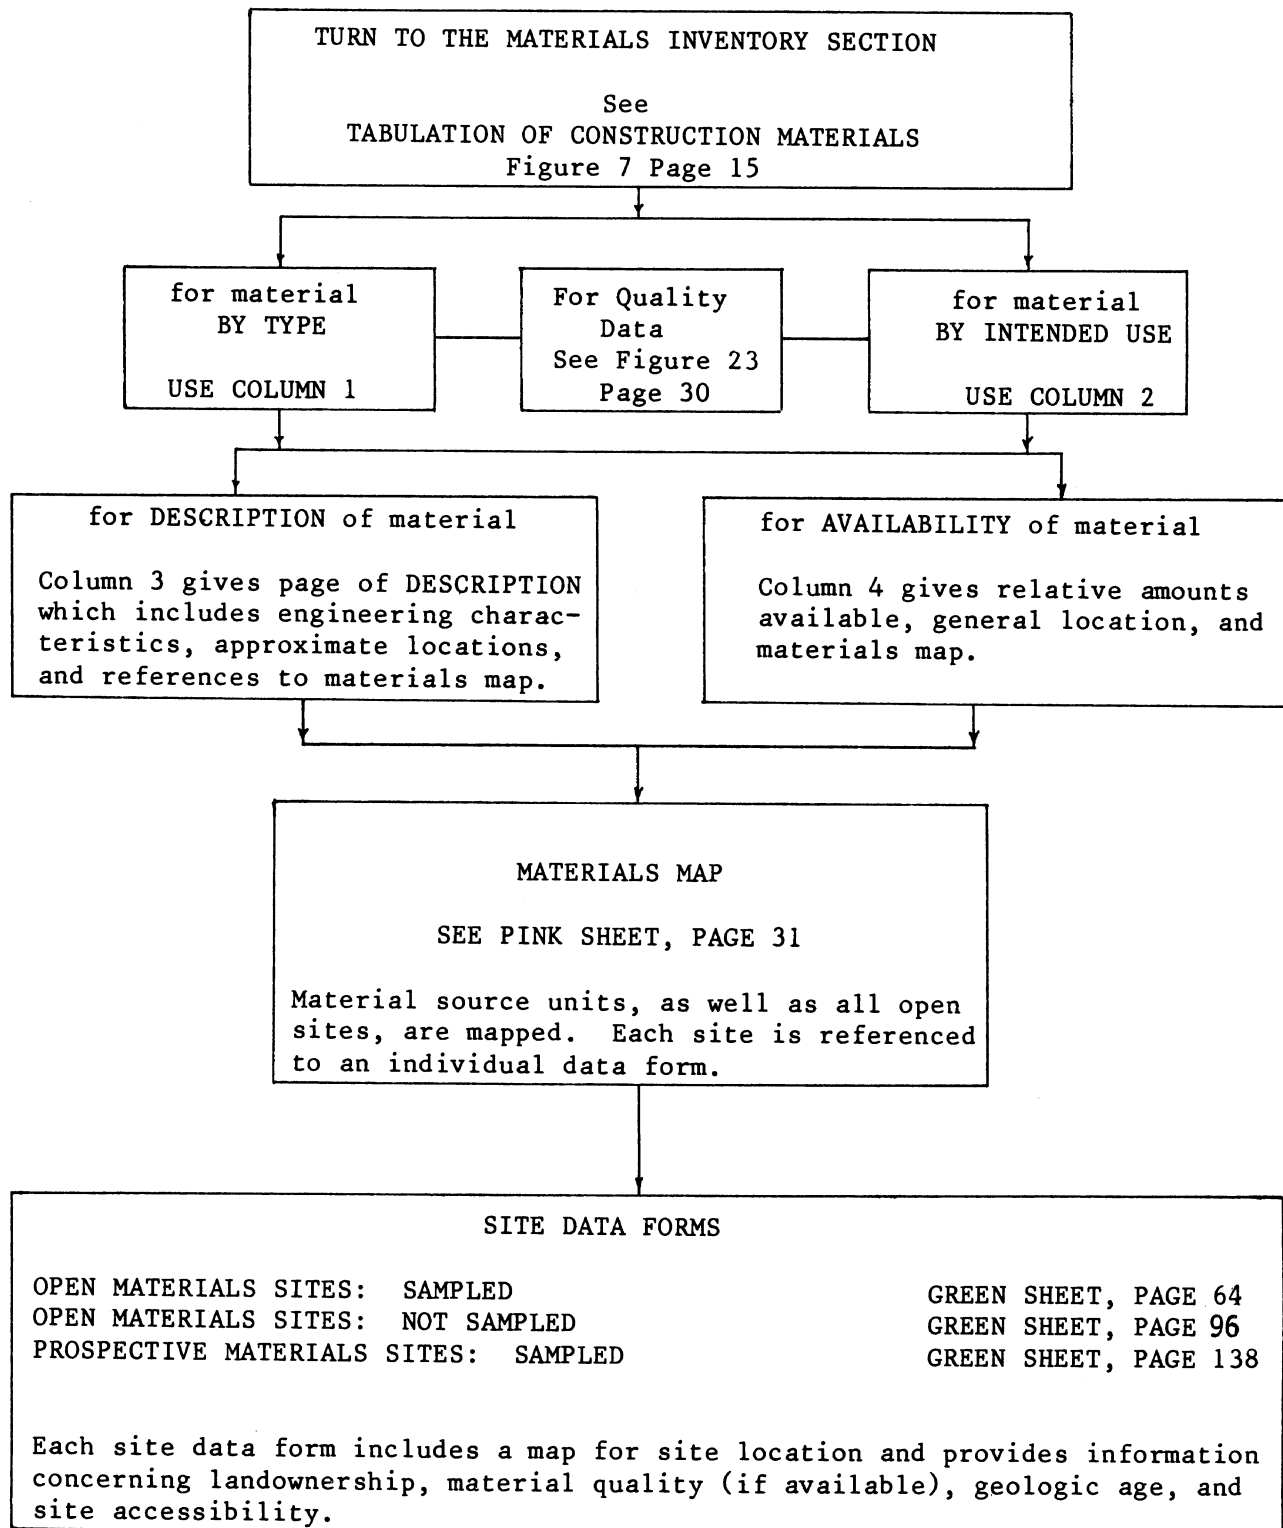 TURN TO THE MATERIALS INVENTORY SECTION
See
TABULATION OF CONSTRUCTION MATERIALS
Figure 7 Page 15
for material
BY TYPE
USE COLUMN 1
For Quality
Data
See Figure 23
Page 30
for material
BY INTENDED USE
USE COLUMN 2
for DESCRIPTION of material
Column 3 gives page of DESCRIPTION
which includes engineering charac-
teristics, approximate locations,
and references to materials map.
for AVAILABILITY of material
Column 4 gives relative amounts
available, general location, and
materials map.
MATERIALS MAP
SEE PINK SHEET, PAGE 31
Material source units, as well as all open
sites, are mapped. Each site is referenced
to an individual data form.
SITE DATA FORMS
OPEN MATERIALS SITES: SAMPLED GREEN SHEET, PAGE 64
OPEN MATERIALS SITES: NOT SAMPLED GREEN SHEET, PAGE 96
PROSPECTIVE MATERIALS SITES: SAMPLED GREEN SHEET, PAGE 138
Each site data form includes a map for site location and provides information
concerning landownership, material quality (if available), geologic age, and
site accessibility.